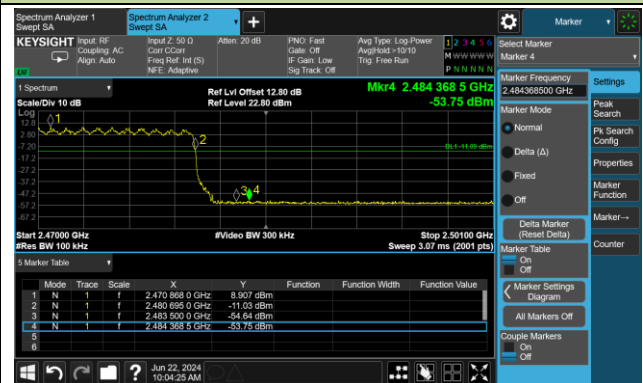 Spectrum Analyzer 1
Swept SA
Spectrum Analyzer 2
Swept SA
Marker
KEYSIGHT
Input: RF
Coupling: AC
Align: Auto
Input Z: 50 Ω
Corr CCorr
Freq Ref: Int (S)
NFE: Adaptive
Atten: 20 dB
PNO: Fast
Gate: Off
IF Gain: Low
Sig Track: Off
Avg Type: Log-Power
Avg|Hold:>10/10
Trig: Free Run
1 2 3 4 5 6
M W W W W W
P N N N N N
LW
Select Marker
Marker 4
1 Spectrum
Scale/Div 10 dB
Ref Lvl Offset 12.80 dB
Ref Level 22.80 dBm
Mkr4 2.484 368 5 GHz
-53.75 dBm
Log
12.8
2.80
-7.20
-17.2
-27.2
-37.2
-47.2
-57.2
-67.2
1
2
3
4
DL1 -11.09 dBm
Start 2.47000 GHz
#Res BW 100 kHz
#Video BW 300 kHz
Stop 2.50100 GHz
Sweep 3.07 ms (2001 pts)
5 Marker Table
Mode Trace Scale X Y Function Function Width Function Value
1 N 1 f 2.470 868 0 GHz 8.907 dBm
2 N 1 f 2.480 695 0 GHz -11.03 dBm
3 N 1 f 2.483 500 0 GHz -54.64 dBm
4 N 1 f 2.484 368 5 GHz -53.75 dBm
5
6
Marker Frequency
2.484368500 GHz
Marker Mode
Normal
Delta (Δ)
Fixed
Off
Delta Marker
(Reset Delta)
Marker Table
On
Off
Marker Settings
Diagram
All Markers Off
Couple Markers
On
Off
Settings
Peak
Search
Pk Search
Config
Properties
Marker
Function
Marker→
Counter
?
Jun 22, 2024
10:04:25 AM